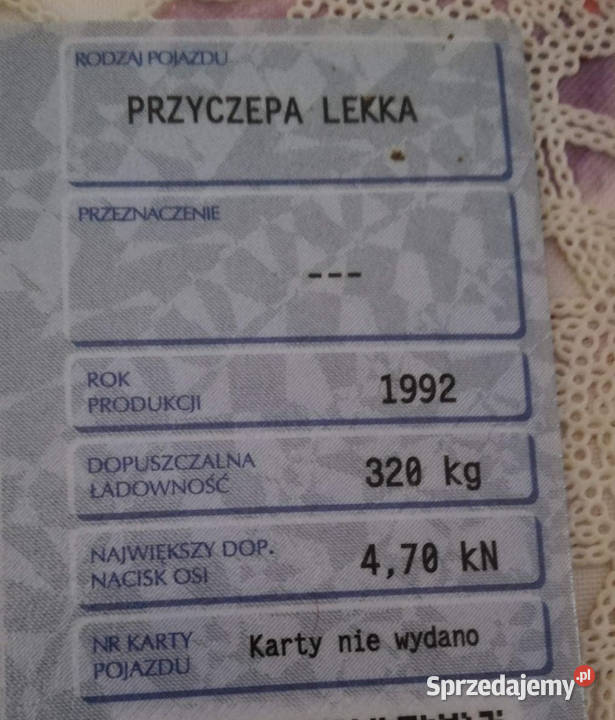 RODZAJ POJAZDU
PRZYCZEPA LEKKA
PRZEZNACZENIE
---
ROK
PRODUKCJI
1992
DOPUSZCZALNA
ŁADOWNOŚĆ
320 kg
NAJWIĘKSZY DOP.
NACISK OSI
4,70 kN
NR KARTY
POJAZDU
Karty nie wydano
Sprzedajemy.pl